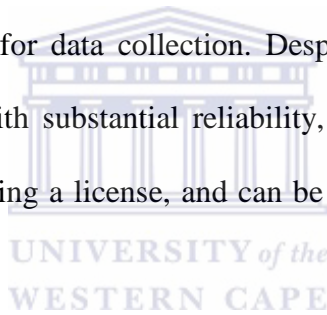 for data collection. Desp
ith substantial reliability,
ing a license, and can be
UNIVERSITY of the
WESTERN CAPE